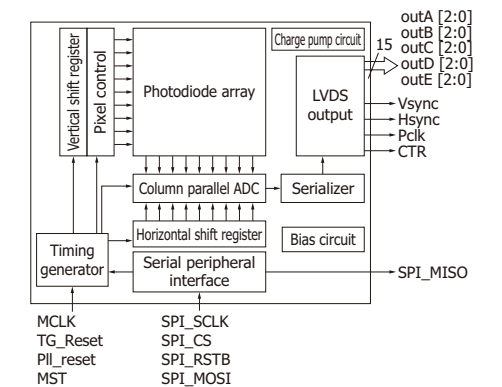 outA [2:0]
outB [2:0]
outC [2:0]
outD [2:0]
outE [2:0]
15
Charge pump circuit
Vertical shift register
Pixel control
Photodiode array
LVDS
output
Vsync
Hsync
Pclk
CTR
Column parallel ADC
Serializer
Horizontal shift register
Bias circuit
Timing
generator
Serial peripheral
interface
SPI_MISO
MCLK
TG_Reset
Pll_reset
MST
SPI_SCLK
SPI_CS
SPI_RSTB
SPI_MOSI